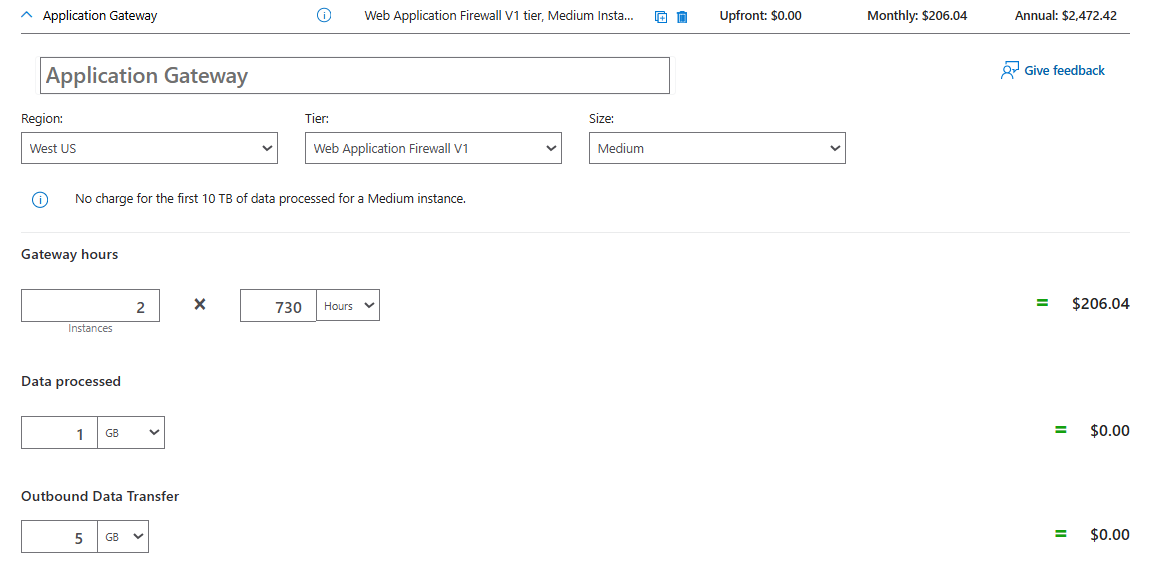 Application Gateway Web Application Firewall V1 tier, Medium Insta... Upfront: $0.00 Monthly: $206.04 Annual: $2,472.42
Application Gateway
Give feedback
Region: Tier: Size:
West US Web Application Firewall V1 Medium
No charge for the first 10 TB of data processed for a Medium instance.
Gateway hours
2 × 730 Hours = $206.04
Instances
Data processed
1 GB = $0.00
Outbound Data Transfer
5 GB = $0.00